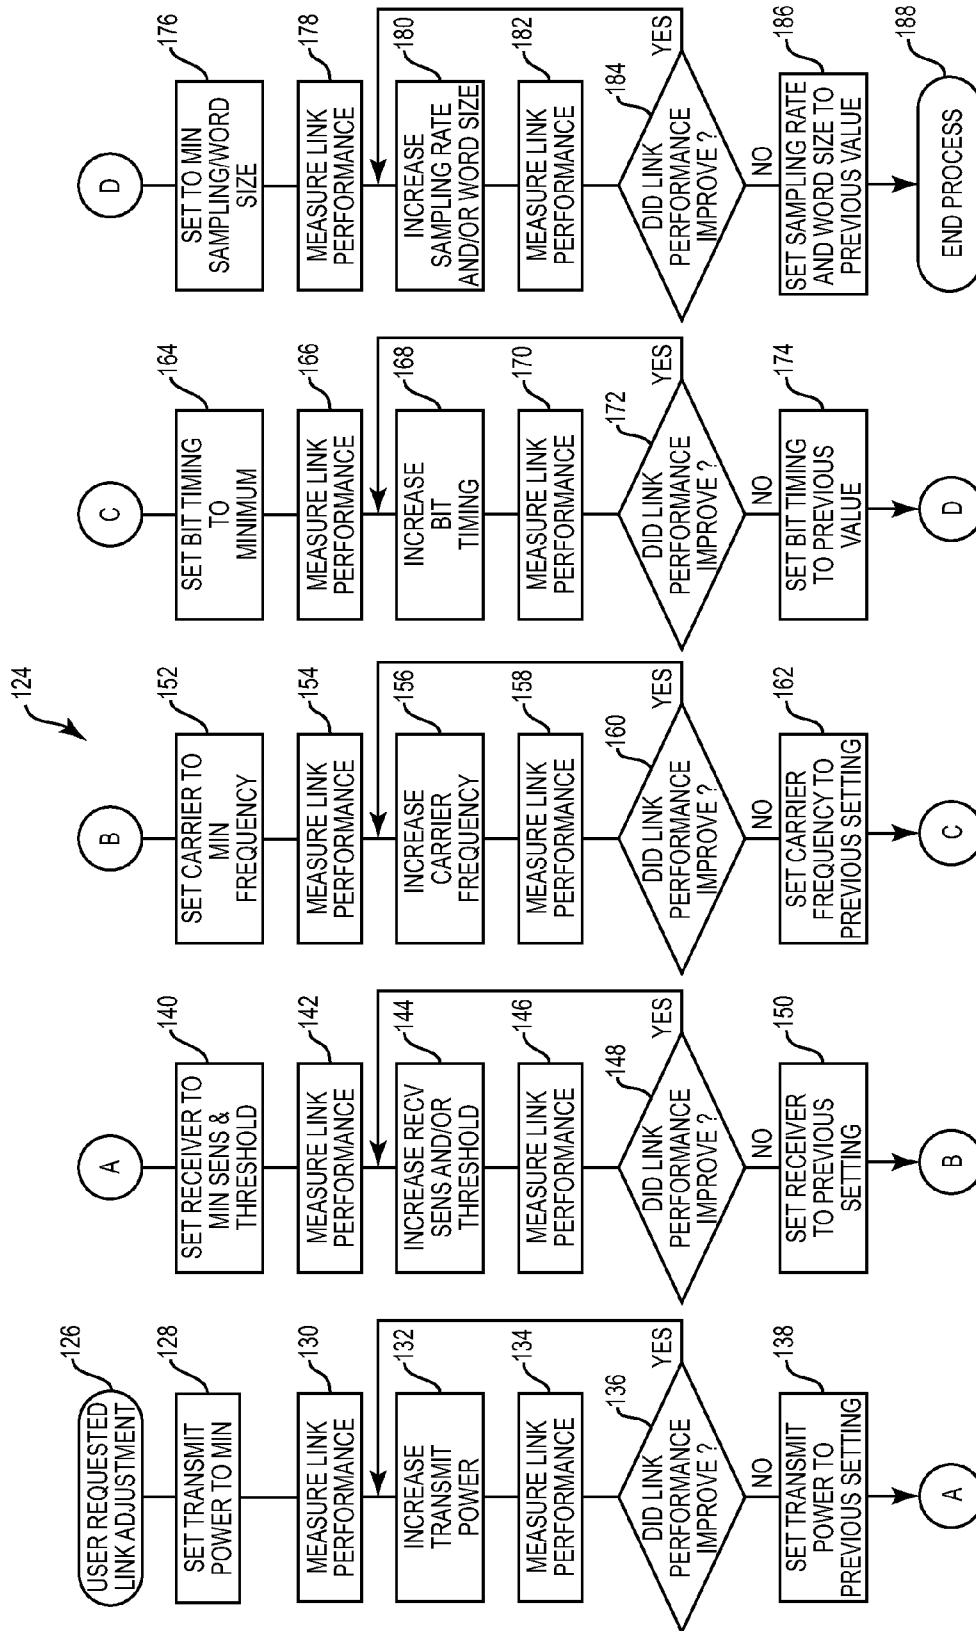 124
USER REQUESTED
LINK ADJUSTMENT
126
SET TRANSMIT
POWER TO MIN
128
MEASURE LINK
PERFORMANCE
130
INCREASE
TRANSMIT
POWER
132
MEASURE LINK
PERFORMANCE
134
DID LINK
PERFORMANCE
IMPROVE ?
136
YES
NO
SET TRANSMIT
POWER TO
PREVIOUS SETTING
138
A
A
SET RECEIVER TO
MIN SENS &
THRESHOLD
140
MEASURE LINK
PERFORMANCE
142
INCREASE RECV
SENS AND/OR
THRESHOLD
144
MEASURE LINK
PERFORMANCE
146
DID LINK
PERFORMANCE
IMPROVE ?
148
YES
NO
SET RECEIVER
TO PREVIOUS
SETTING
150
B
B
SET CARRIER TO
MIN
FREQUENCY
152
MEASURE LINK
PERFORMANCE
154
INCREASE
CARRIER
FREQUENCY
156
MEASURE LINK
PERFORMANCE
158
DID LINK
PERFORMANCE
IMPROVE ?
160
YES
NO
SET CARRIER
FREQUENCY TO
PREVIOUS SETTING
162
C
C
SET BIT TIMING
TO
MINIMUM
164
MEASURE LINK
PERFORMANCE
166
INCREASE
BIT
TIMING
168
MEASURE LINK
PERFORMANCE
170
DID LINK
PERFORMANCE
IMPROVE ?
172
YES
NO
SET BIT TIMING
TO PREVIOUS
VALUE
174
D
D
SET TO MIN
SAMPLING/WORD
SIZE
176
MEASURE LINK
PERFORMANCE
178
INCREASE
SAMPLING RATE
AND/OR WORD SIZE
180
MEASURE LINK
PERFORMANCE
182
DID LINK
PERFORMANCE
IMPROVE ?
184
YES
NO
SET SAMPLING RATE
AND WORD SIZE TO
PREVIOUS VALUE
186
END PROCESS
188